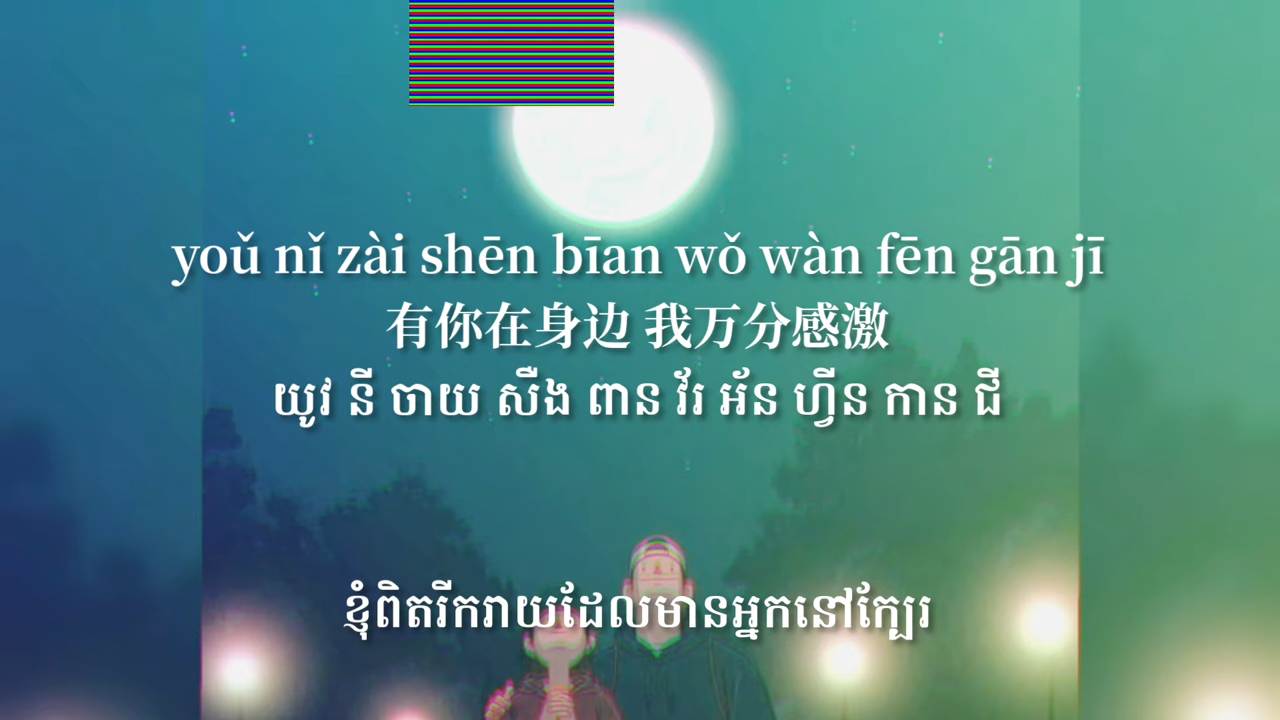 yoǔ nǐ zài shēn bīan wǒ wàn fēn gān jī
有你在身边 我万分感激
យូវ នី ចាយ សឺង ពាន វ័រ អ័ន ហ្វឺន កាន ជី
ខ្ញុំពិតរីករាយដែលមានអ្នកនៅក្បែរ